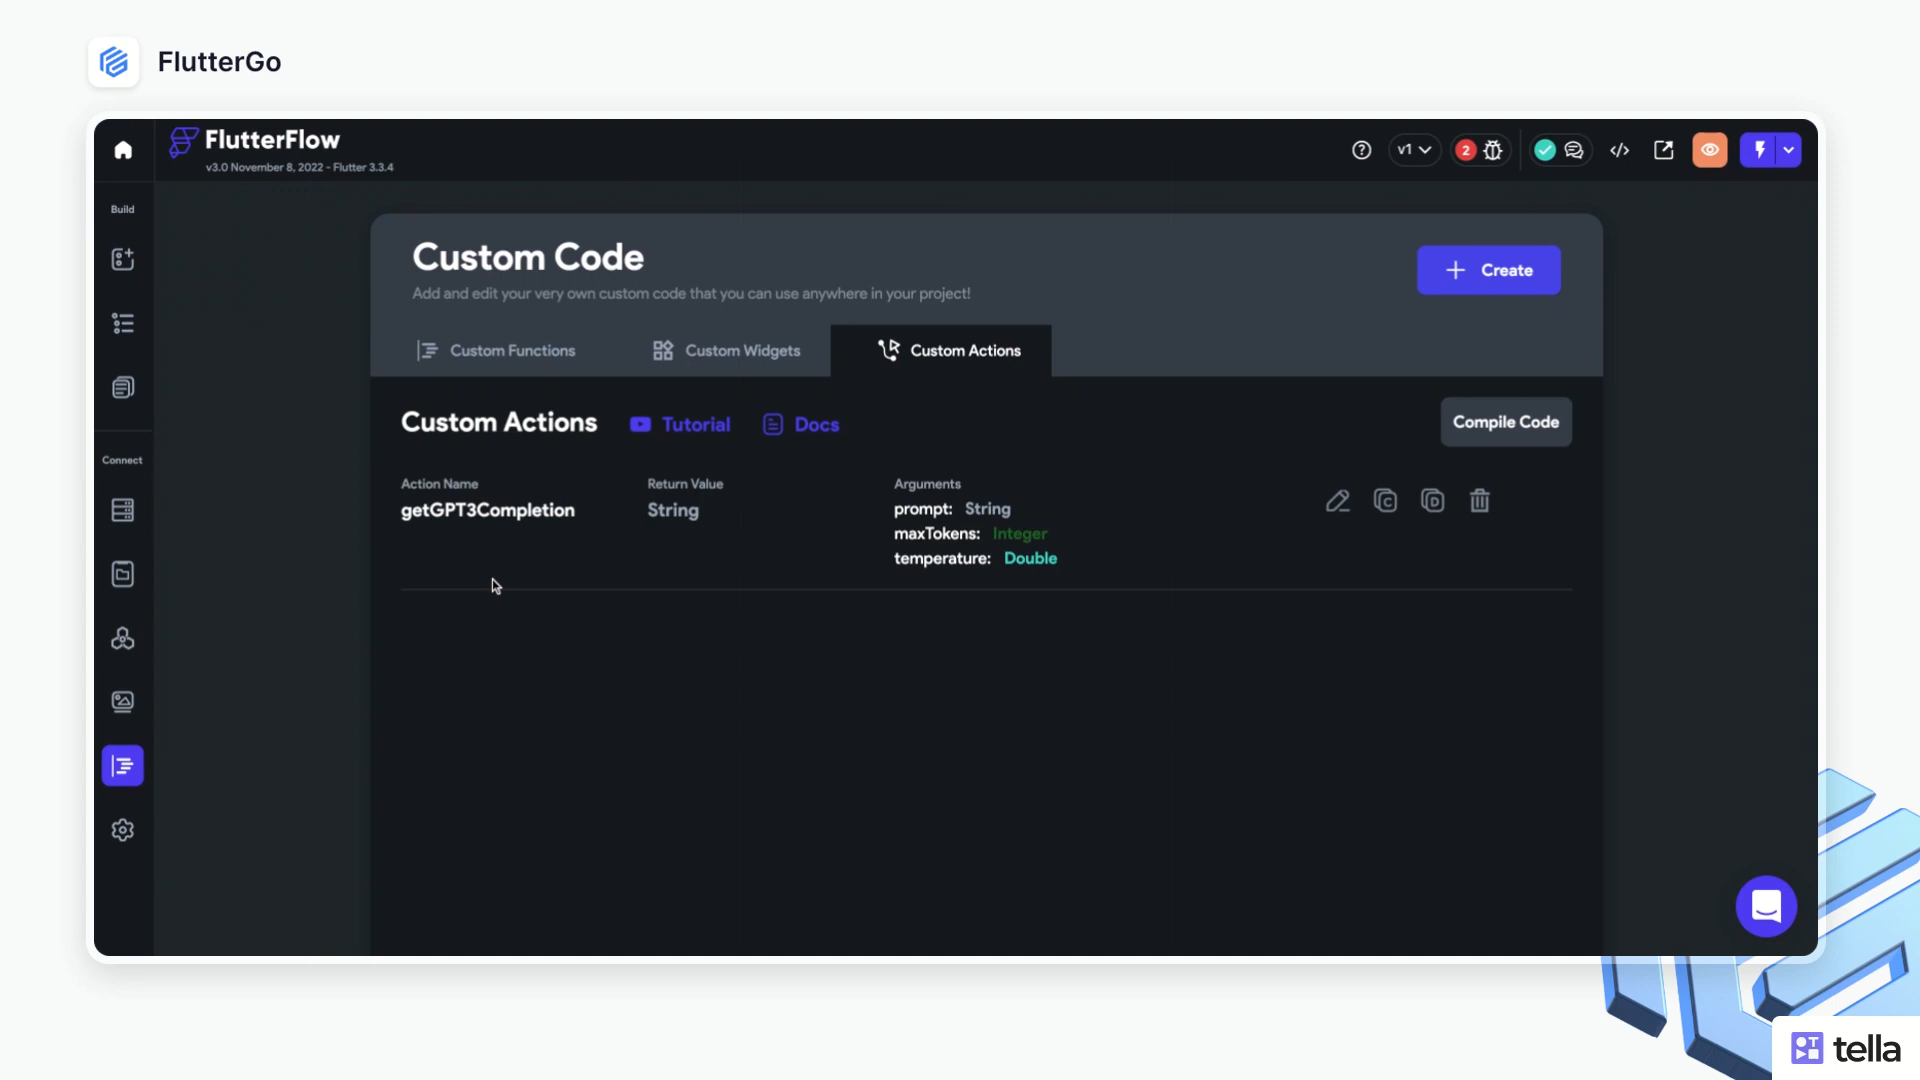 FlutterGo
FlutterFlow
v3.0 November 8, 2022 - Flutter 3.3.4
v1
2
Build
Custom Code
Add and edit your very own custom code that you can use anywhere in your project!
Create
Custom Functions
Custom Widgets
Custom Actions
Custom Actions
Tutorial
Docs
Compile Code
Connect
Action Name
Return Value
Arguments
getGPT3Completion
String
prompt: String
maxTokens: Integer
temperature: Double
tella